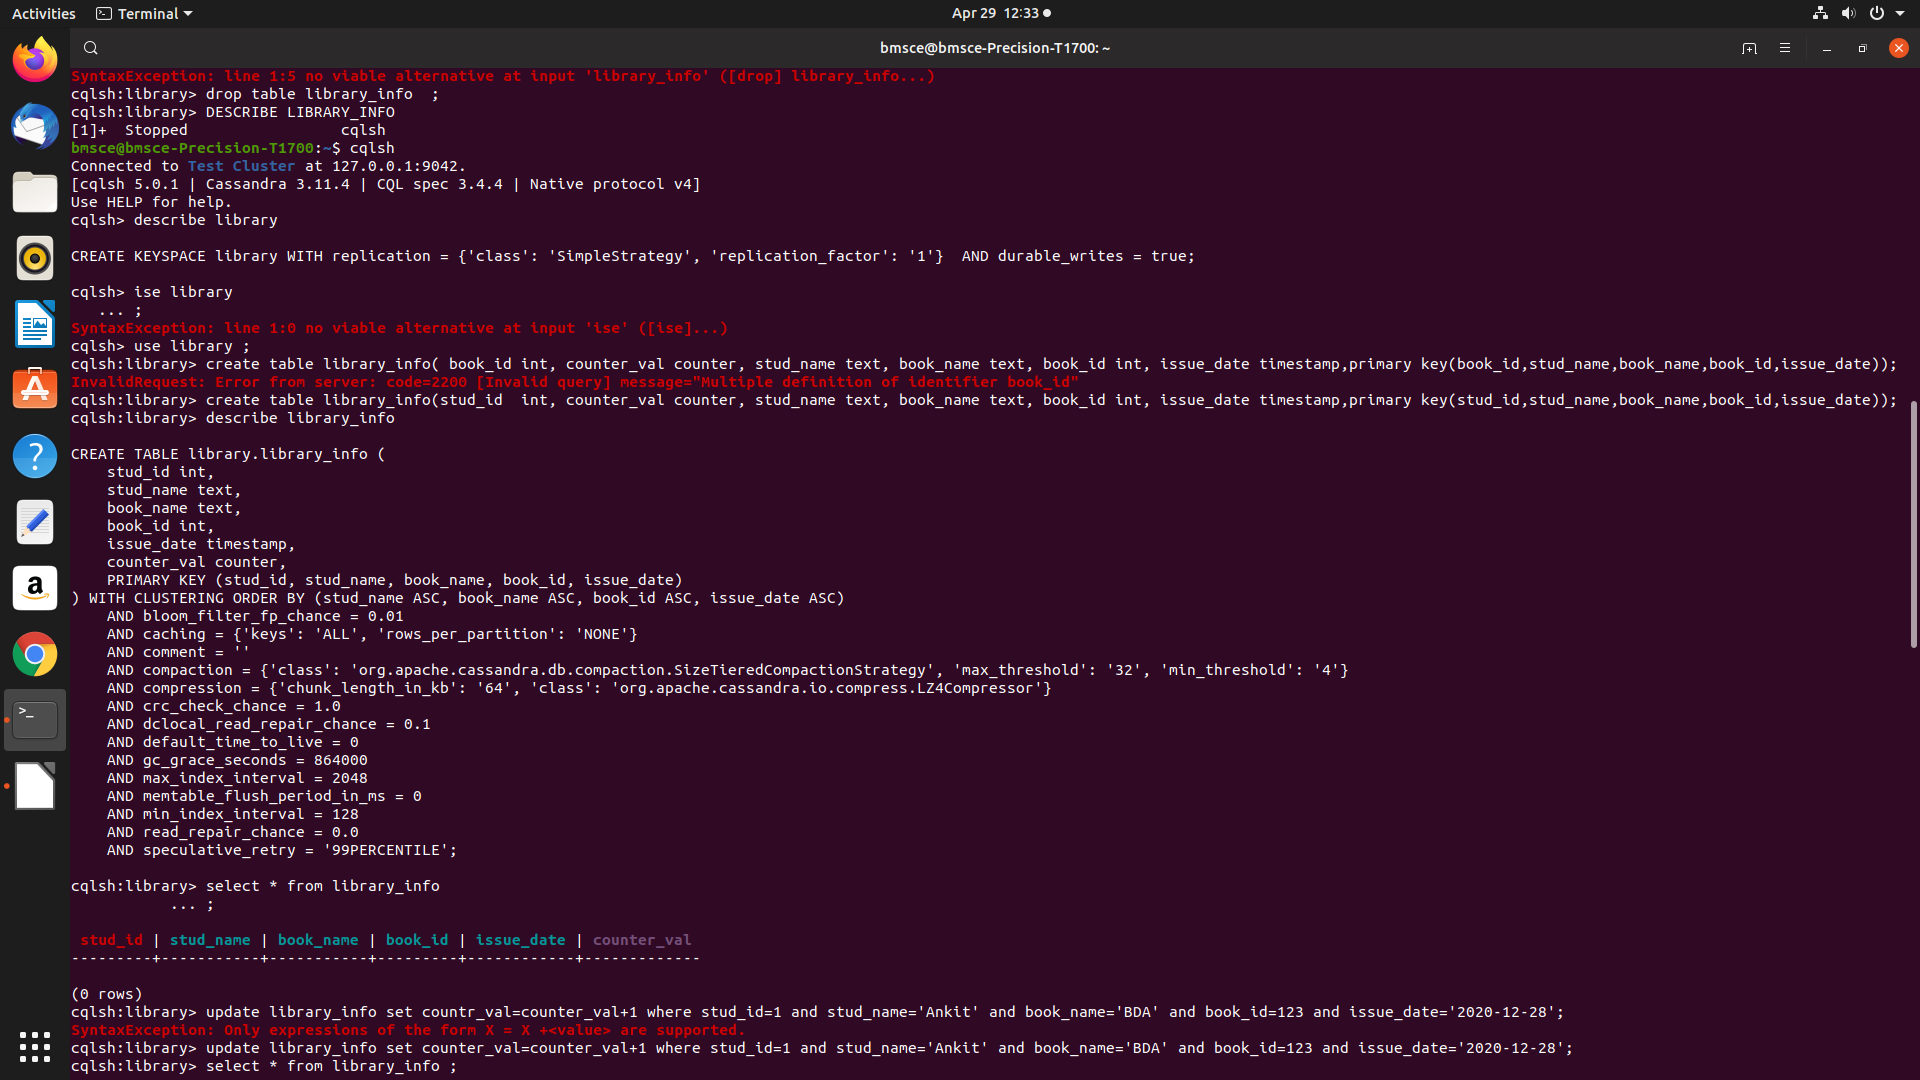 Activities Terminal Apr 29 12:33
bmsce@bmsce-Precision-T1700: ~
SyntaxException: line 1:5 no viable alternative at input 'library_info' ([drop] library_info...)
cqlsh:library> drop table library_info  ;
cqlsh:library> DESCRIBE LIBRARY_INFO
[1]+  Stopped                 cqlsh
bmsce@bmsce-Precision-T1700:~$ cqlsh
Connected to Test Cluster at 127.0.0.1:9042.
[cqlsh 5.0.1 | Cassandra 3.11.4 | CQL spec 3.4.4 | Native protocol v4]
Use HELP for help.
cqlsh> describe library
CREATE KEYSPACE library WITH replication = {'class': 'SimpleStrategy', 'replication_factor': '1'}  AND durable_writes = true;
cqlsh> ise library
   ... ;
SyntaxException: line 1:0 no viable alternative at input 'ise' ([ise]...)
cqlsh> use library ;
cqlsh:library> create table library_info( book_id int, counter_val counter, stud_name text, book_name text, book_id int, issue_date timestamp,primary key(book_id,stud_name,book_name,book_id,issue_date));
InvalidRequest: Error from server: code=2200 [Invalid query] message="Multiple definition of identifier book_id"
cqlsh:library> create table library_info(stud_id  int, counter_val counter, stud_name text, book_name text, book_id int, issue_date timestamp,primary key(stud_id,stud_name,book_name,book_id,issue_date));
cqlsh:library> describe library_info
CREATE TABLE library.library_info (
    stud_id int,
    stud_name text,
    book_name text,
    book_id int,
    issue_date timestamp,
    counter_val counter,
    PRIMARY KEY (stud_id, stud_name, book_name, book_id, issue_date)
) WITH CLUSTERING ORDER BY (stud_name ASC, book_name ASC, book_id ASC, issue_date ASC)
    AND bloom_filter_fp_chance = 0.01
    AND caching = {'keys': 'ALL', 'rows_per_partition': 'NONE'}
    AND comment = ''
    AND compaction = {'class': 'org.apache.cassandra.db.compaction.SizeTieredCompactionStrategy', 'max_threshold': '32', 'min_threshold': '4'}
    AND compression = {'chunk_length_in_kb': '64', 'class': 'org.apache.cassandra.io.compress.LZ4Compressor'}
    AND crc_check_chance = 1.0
    AND dclocal_read_repair_chance = 0.1
    AND default_time_to_live = 0
    AND gc_grace_seconds = 864000
    AND max_index_interval = 2048
    AND memtable_flush_period_in_ms = 0
    AND min_index_interval = 128
    AND read_repair_chance = 0.0
    AND speculative_retry = '99PERCENTILE';
cqlsh:library> select * from library_info
           ... ;
 stud_id | stud_name | book_name | book_id | issue_date | counter_val
---------+-----------+-----------+---------+------------+-------------
(0 rows)
cqlsh:library> update library_info set countr_val=counter_val+1 where stud_id=1 and stud_name='Ankit' and book_name='BDA' and book_id=123 and issue_date='2020-12-28';
SyntaxException: Only expressions of the form X = X +<value> are supported.
cqlsh:library> update library_info set counter_val=counter_val+1 where stud_id=1 and stud_name='Ankit' and book_name='BDA' and book_id=123 and issue_date='2020-12-28';
cqlsh:library> select * from library_info ;